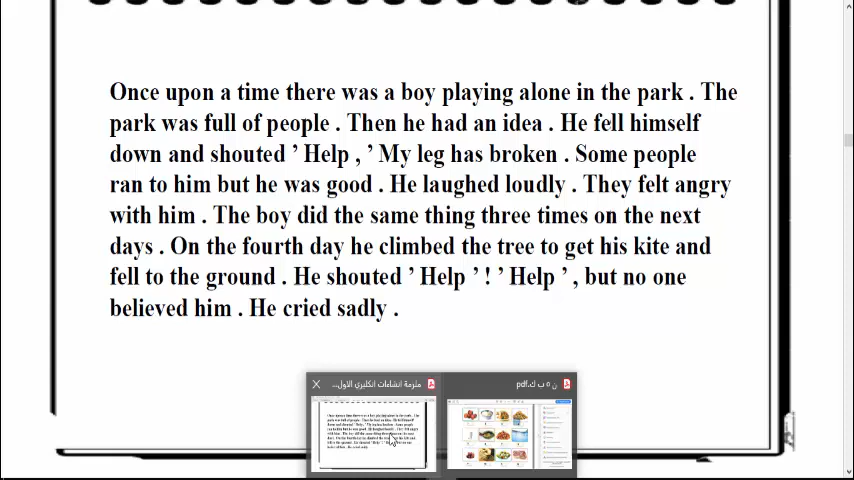 Once upon a time there was a boy playing alone in the park . The
park was full of people . Then he had an idea . He fell himself
down and shouted ’ Help , ’ My leg has broken . Some people
ran to him but he was good . He laughed loudly . They felt angry
with him . The boy did the same thing three times on the next
days . On the fourth day he climbed the tree to get his kite and
fell to the ground . He shouted ’ Help ’ ! ’ Help ’ , but no one
believed him . He cried sadly .
ملزمة انشاءات انكليزي الاول...
ن ٥ ب ك.pdf